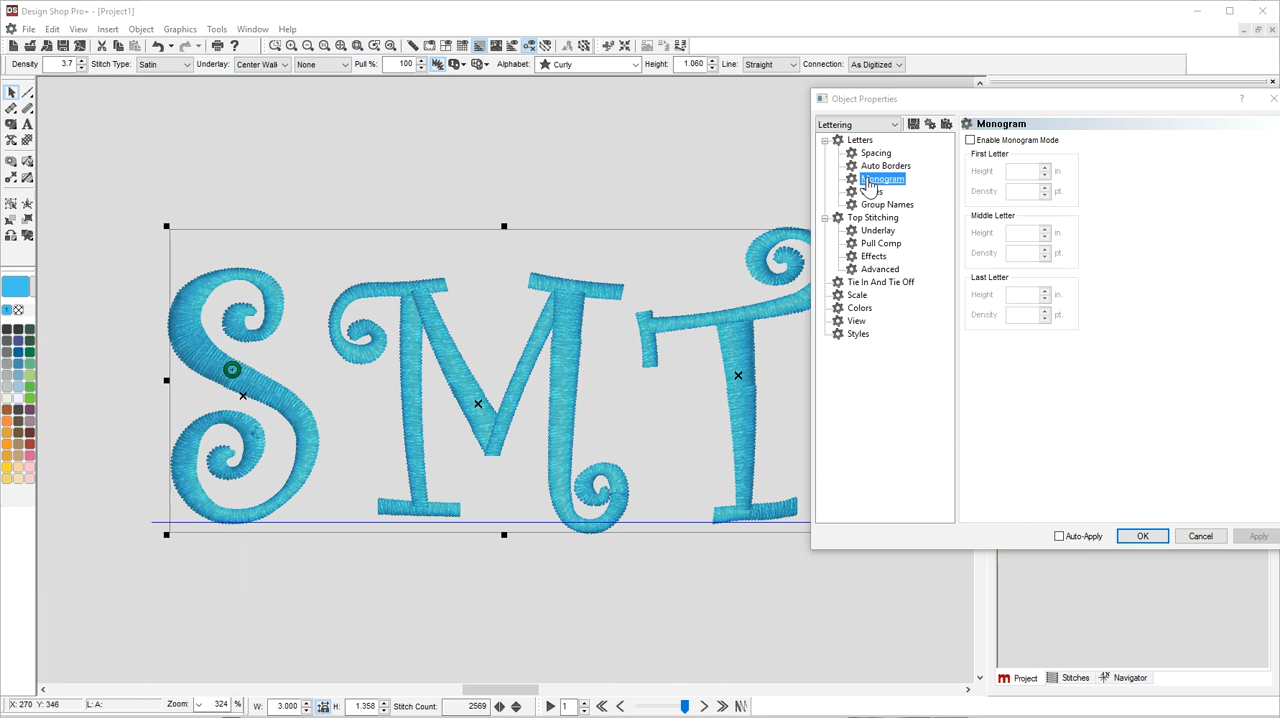 DS Design Shop Pro+ - [Project1]
File Edit View Insert Object Graphics Tools Window Help
Density 3.7 Stitch Type: Satin Underlay: Center Walk None Pull % 100 Alphabet: Curly Height: 1.060 Line: Straight Connection: As Digitized
Object Properties ?
Lettering
Monogram
Letters
Enable Monogram Mode
Spacing
First Letter
Auto Borders
Height in.
Monogram
Density pt.
Group Names
Top Stitching
Middle Letter
Underlay
Height in.
Pull Comp
Density pt.
Effects
Advanced
Last Letter
Tie In And Tie Off
Scale
Height in.
Colors
Density pt.
View
Styles
SMT
Auto-Apply OK Cancel Apply
Project Stitches Navigator
X: 270 Y: 346 L: A: Zoom: 324 % W: 3.000 H: 1.358 Stitch Count: 2569 1